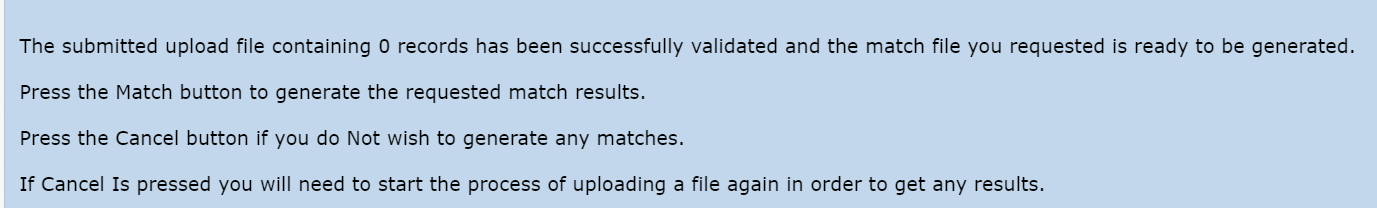 The submitted upload file containing 0 records has been successfully validated and the match file you requested is ready to be generated.
Press the Match button to generate the requested match results.
Press the Cancel button if you do Not wish to generate any matches.
If Cancel Is pressed you will need to start the process of uploading a file again in order to get any results.